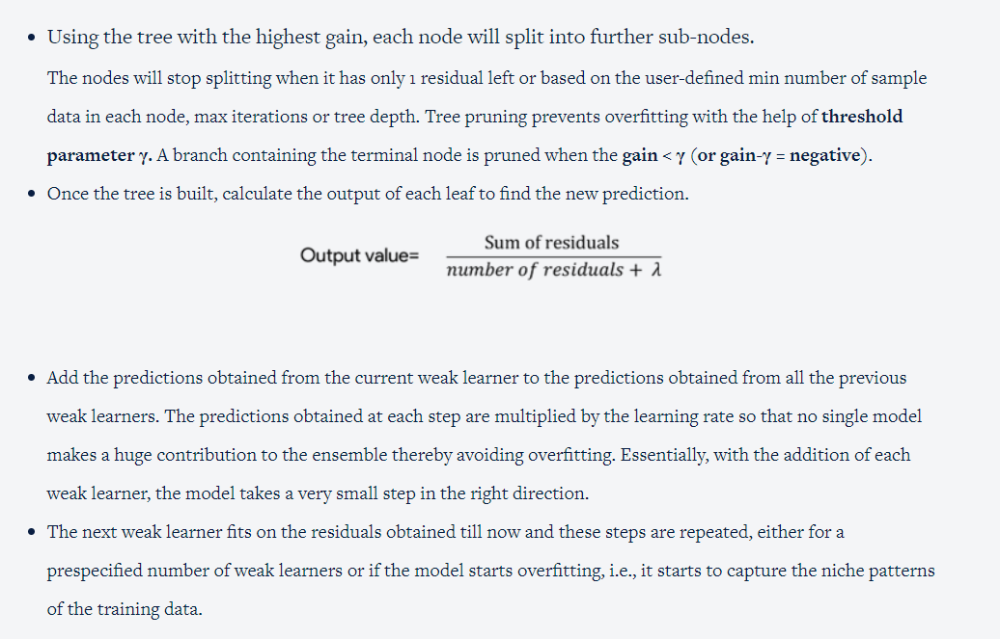 • Using the tree with the highest gain, each node will split into further sub-nodes.
The nodes will stop splitting when it has only 1 residual left or based on the user-defined min number of sample
data in each node, max iterations or tree depth. Tree pruning prevents overfitting with the help of threshold
parameter γ. A branch containing the terminal node is pruned when the gain < γ (or gain-γ = negative).
• Once the tree is built, calculate the output of each leaf to find the new prediction.
Sum of residuals
Output value=
number of residuals + λ
• Add the predictions obtained from the current weak learner to the predictions obtained from all the previous
weak learners. The predictions obtained at each step are multiplied by the learning rate so that no single model
makes a huge contribution to the ensemble thereby avoiding overfitting. Essentially, with the addition of each
weak learner, the model takes a very small step in the right direction.
• The next weak learner fits on the residuals obtained till now and these steps are repeated, either for a
prespecified number of weak learners or if the model starts overfitting, i.e., it starts to capture the niche patterns
of the training data.